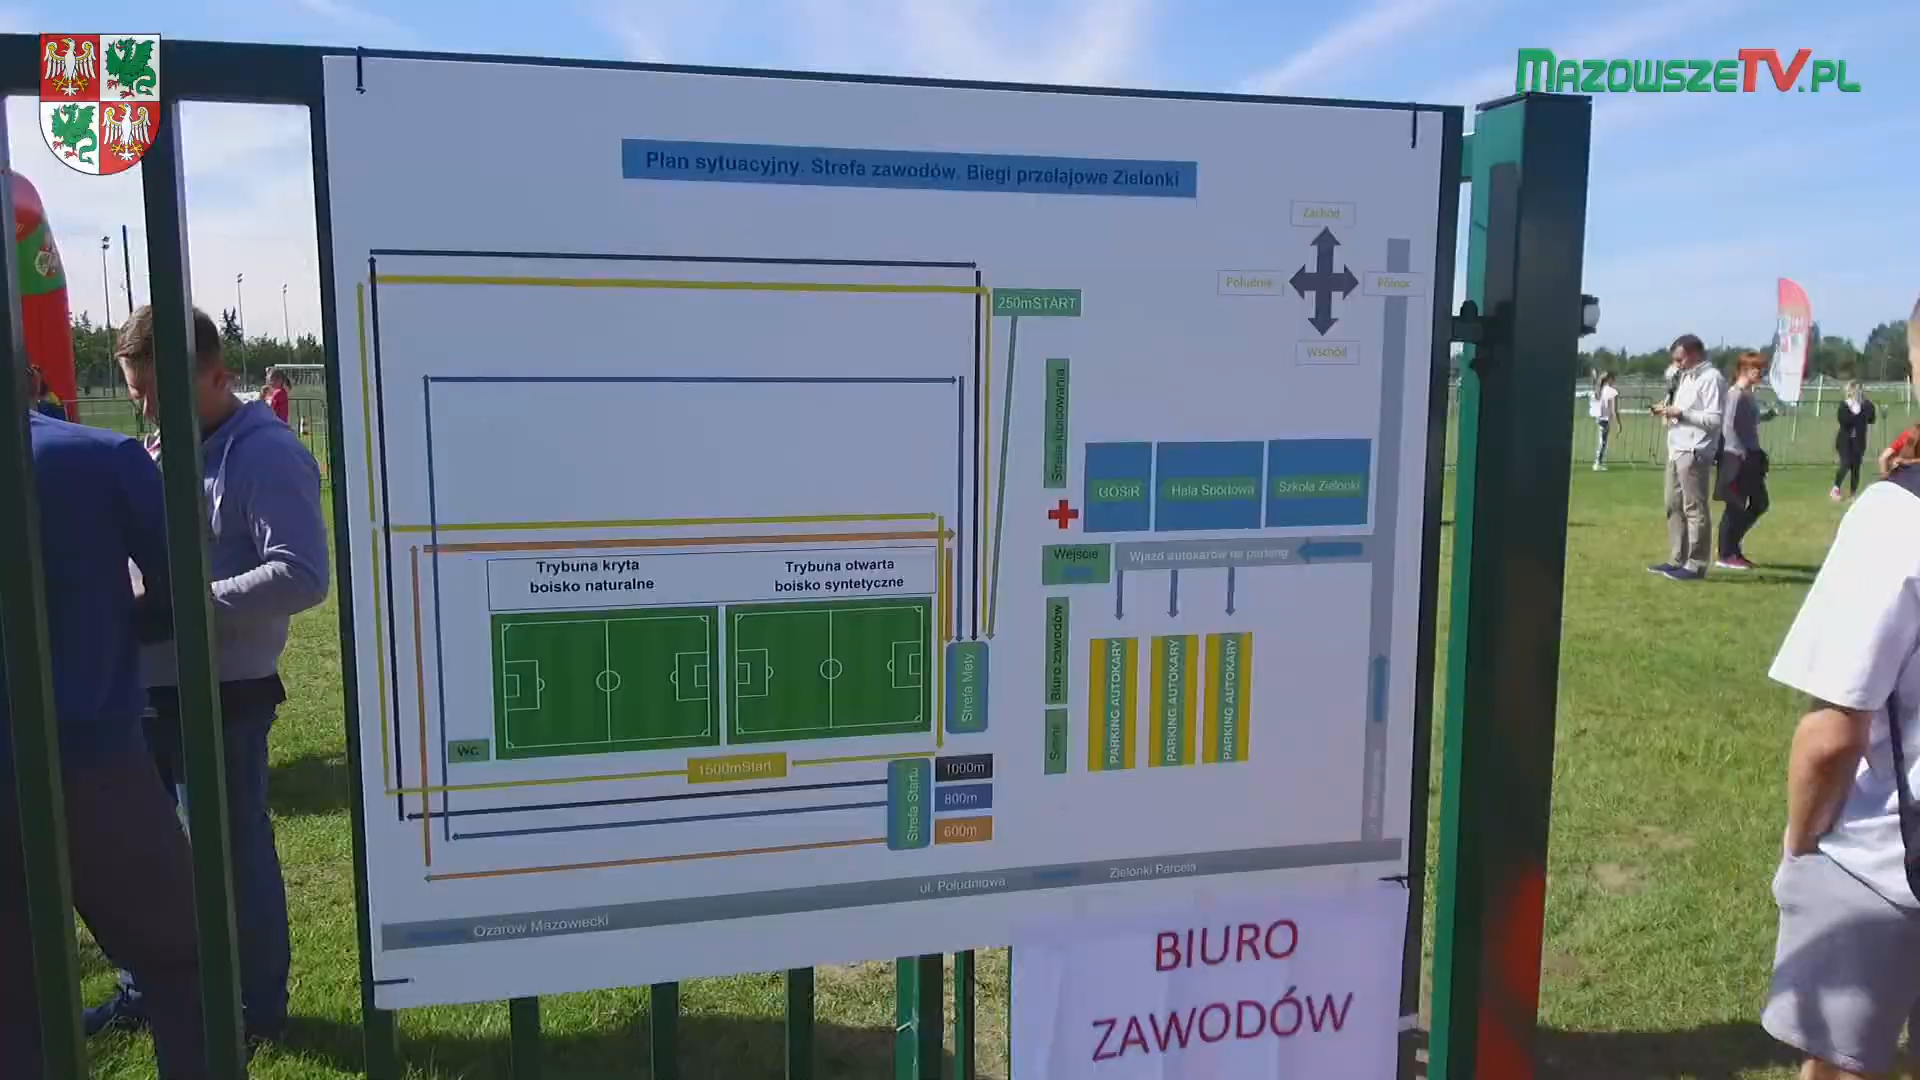 MAZOWSZETV.PL
Plan sytuacyjny. Strefa zawodów. Biegi przełajowe Zielonki
Zachód
Południe
Północ
Wschód
250mSTART
Strefa kibicowania
GOSiR
Hala Sportowa
Szkoła Zielonki
Wejście
Wjazd autokarów na parking
Trybuna kryta
boisko naturalne
Trybuna otwarta
boisko syntetyczne
Biuro zawodów
Strefa Mety
PARKING AUTOKARY
PARKING AUTOKARY
PARKING AUTOKARY
WC
1500mStart
Strefa Startu
1000m
800m
600m
ul. Południowa
Zielonki Parcela
Ożarów Mazowiecki
BIURO
ZAWODÓW